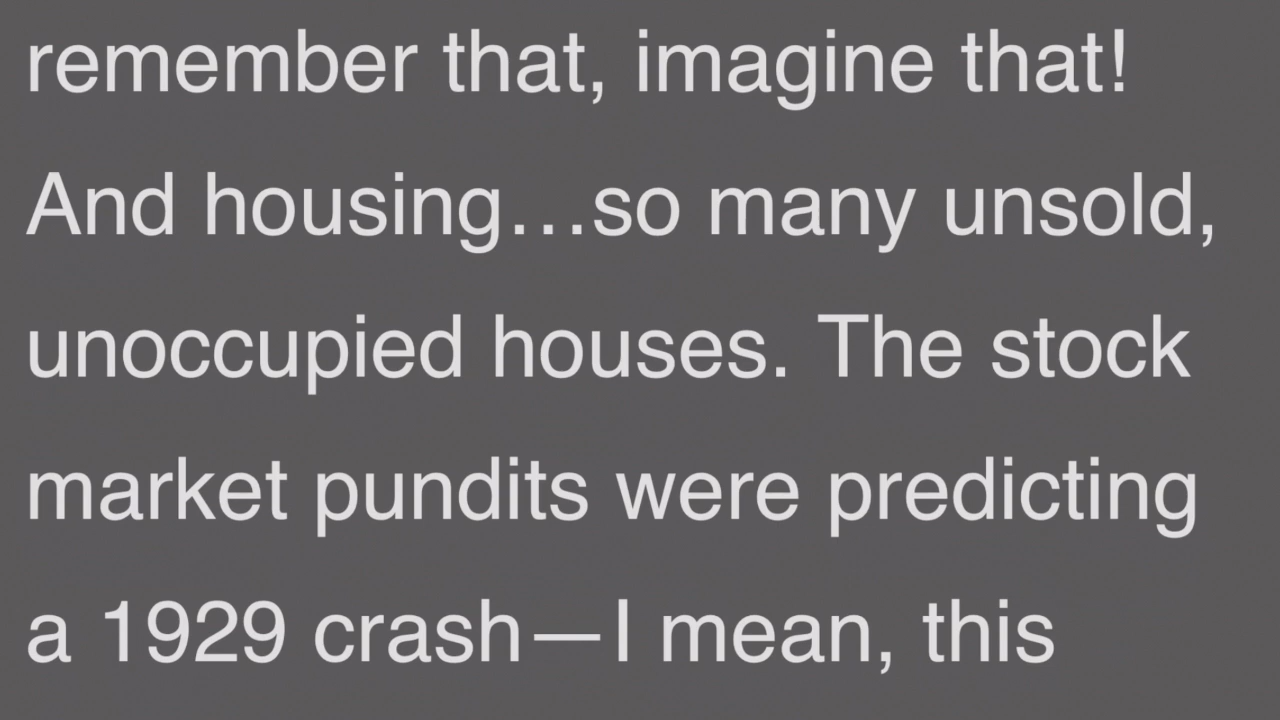 remember that, imagine that!
And housing…so many unsold,
unoccupied houses. The stock
market pundits were predicting
a 1929 crash—I mean, this